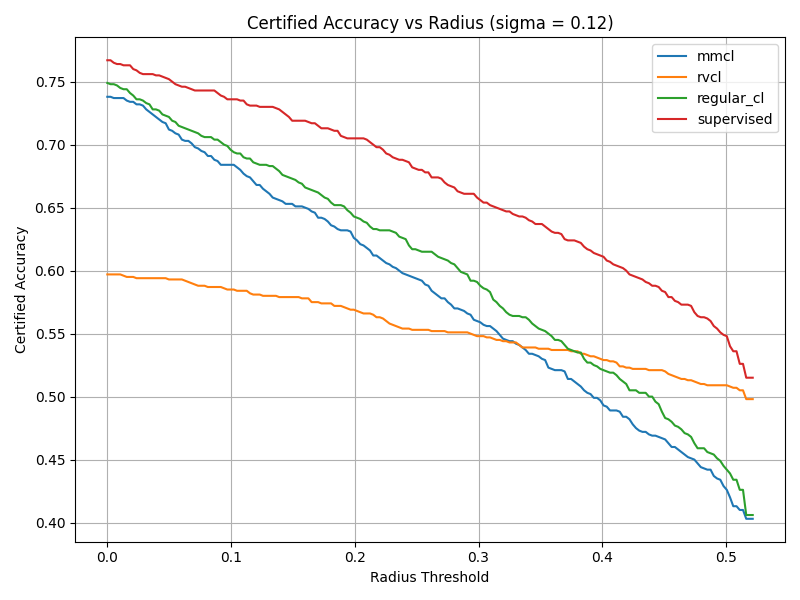 Certified Accuracy vs Radius (sigma = 0.12)
mmcl
rvcl
regular_cl
supervised
Certified Accuracy
0.75
0.70
0.65
0.60
0.55
0.50
0.45
0.40
0.0 0.1 0.2 0.3 0.4 0.5
Radius Threshold